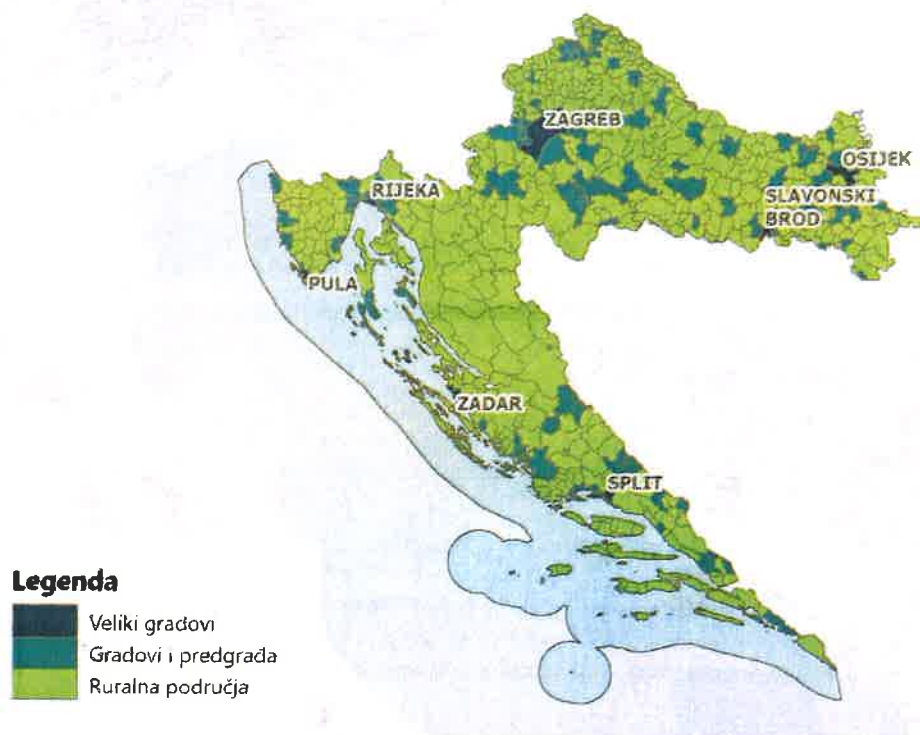 ZAGREB
OSIJEK
RIJEKA
SLAVONSKI
BROD
PULA
ZADAR
SPLIT
Legenda
Veliki gradovi
Gradovi i predgrađa
Ruralna područja